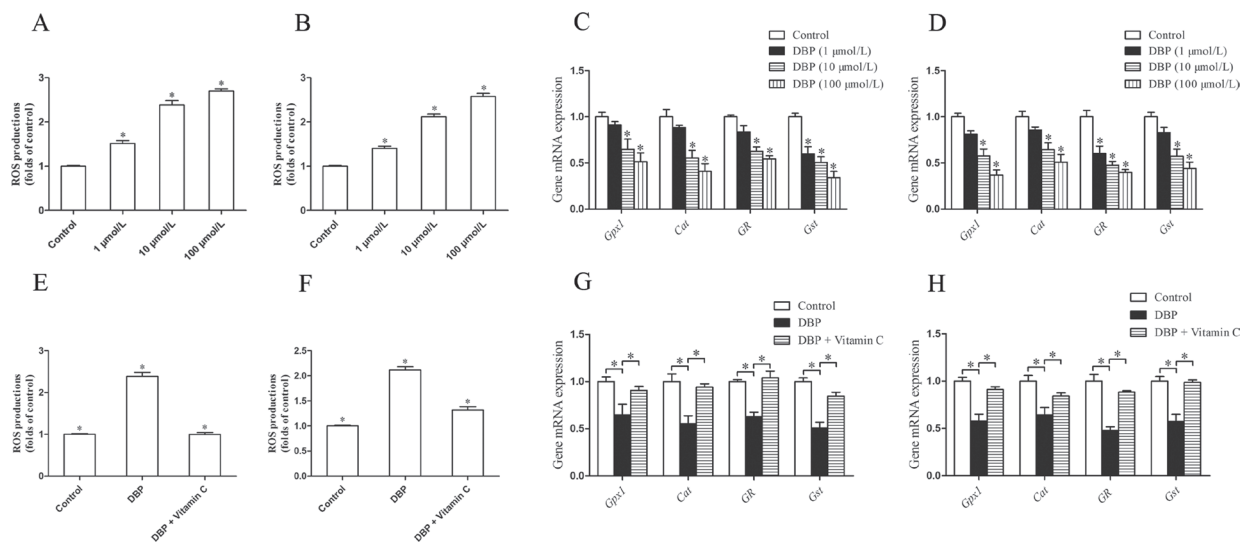 A
ROS productions
(folds of control)
3
2
1
0
Control
1 μmol/L
10 μmol/L
100 μmol/L
*
*
*
B
ROS productions
(folds of control)
3
2
1
0
Control
1 μmol/L
10 μmol/L
100 μmol/L
*
*
*
C
Control
DBP (1 μmol/L)
DBP (10 μmol/L)
DBP (100 μmol/L)
Gene mRNA expression
1.5
1.0
0.5
0.0
* * * * * * * * *
Gpx1
Cat
GR
Gst
D
Control
DBP (1 μmol/L)
DBP (10 μmol/L)
DBP (100 μmol/L)
Gene mRNA expression
1.5
1.0
0.5
0.0
* * * * * * * * *
Gpx1
Cat
GR
Gst
E
ROS productions
(folds of control)
3
2
1
0
*
*
*
Control
DBP
DBP + Vitamin C
F
ROS productions
(folds of control)
2.5
2.0
1.5
1.0
0.5
0.0
*
*
*
Control
DBP
DBP + Vitamin C
G
Control
DBP
DBP + Vitamin C
Gene mRNA expression
1.5
1.0
0.5
0.0
* * * * * * * *
Gpx1
Cat
GR
Gst
H
Control
DBP
DBP + Vitamin C
Gene mRNA expression
1.5
1.0
0.5
0.0
* * * * * * * *
Gpx1
Cat
GR
Gst